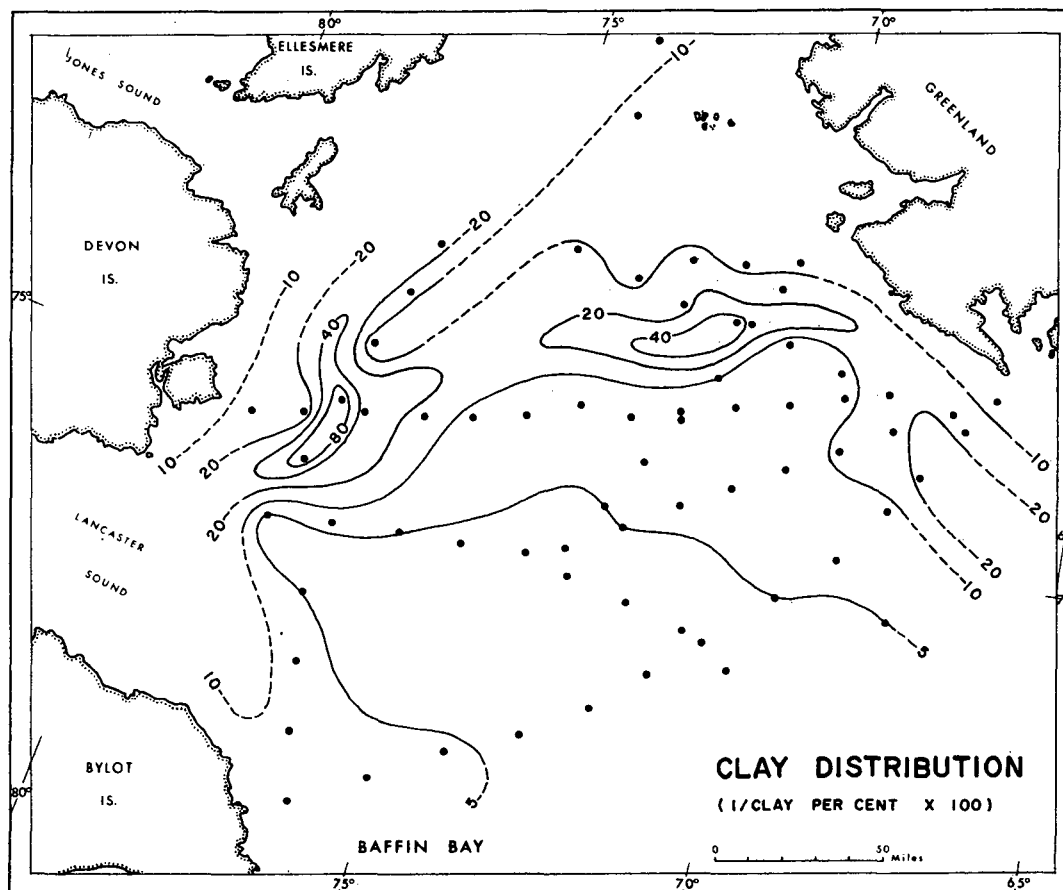 80° 75° 70°
ELLESMERE
IS.
JONES SOUND
GREENLAND
10
20
20
10
DEVON
IS.
75°
40
20
40
80
10
20
20
10
20
10
LANCASTER
SOUND
20
10
5
10
5
BYLOT
IS.
80°
CLAY DISTRIBUTION
(1/CLAY PER CENT X 100)
BAFFIN BAY
0 50 Miles
75° 70° 65°